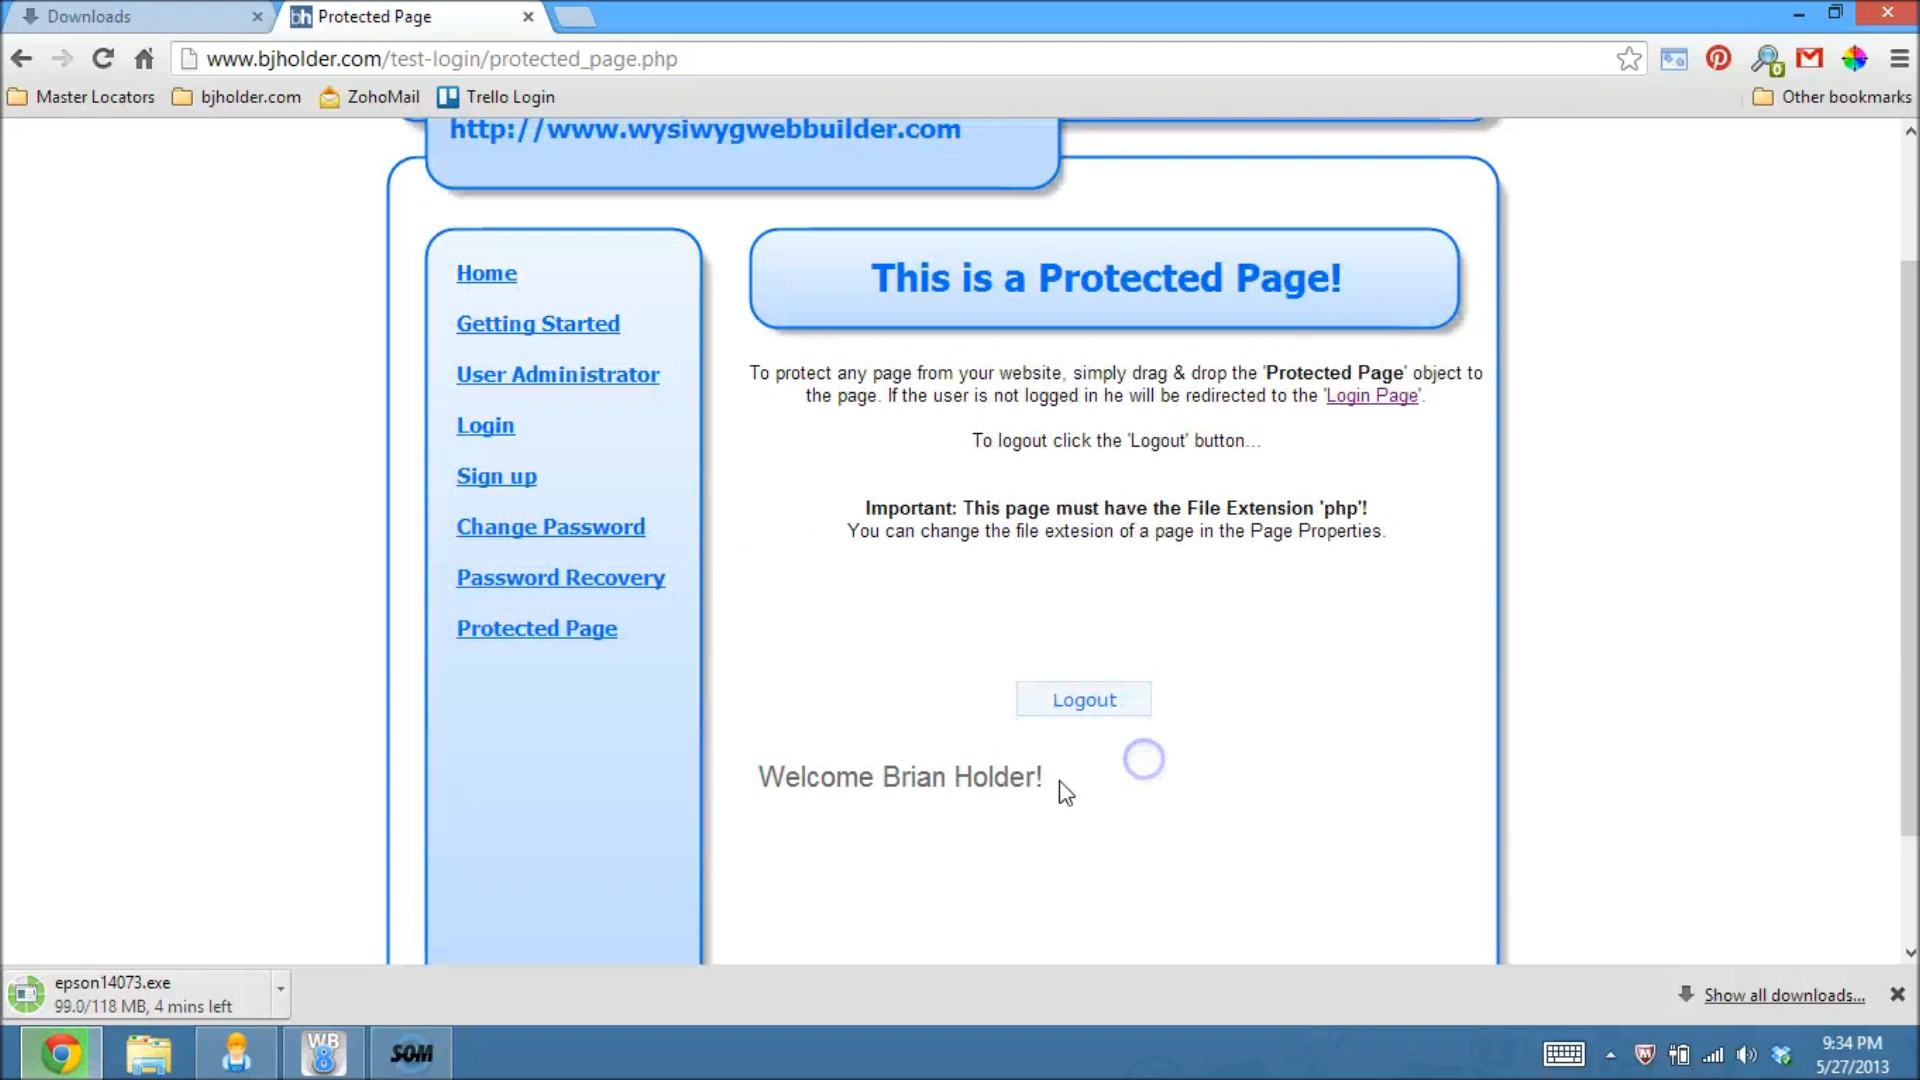 Downloads
bh Protected Page
www.bjholder.com/test-login/protected_page.php
0
Master Locators
bjholder.com
ZohoMail
Trello Login
Other bookmarks
http://www.wysiwygwebbuilder.com
Home
Getting Started
User Administrator
Login
Sign up
Change Password
Password Recovery
Protected Page
This is a Protected Page!
To protect any page from your website, simply drag & drop the 'Protected Page' object to
the page. If the user is not logged in he will be redirected to the 'Login Page'.
To logout click the 'Logout' button...
Important: This page must have the File Extension 'php'!
You can change the file extesion of a page in the Page Properties.
Logout
Welcome Brian Holder!
epson14073.exe
99.0/118 MB, 4 mins left
Show all downloads...
WB
8
SOM
9:34 PM
5/27/2013